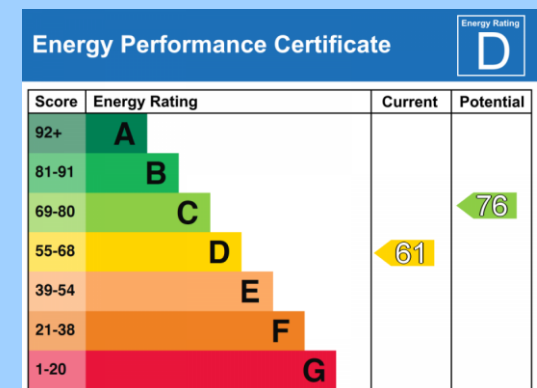 Energy Performance Certificate
Energy Rating
D
Score Energy Rating Current Potential
92+ A
81-91 B
69-80 C 76
55-68 D 61
39-54 E
21-38 F
1-20 G